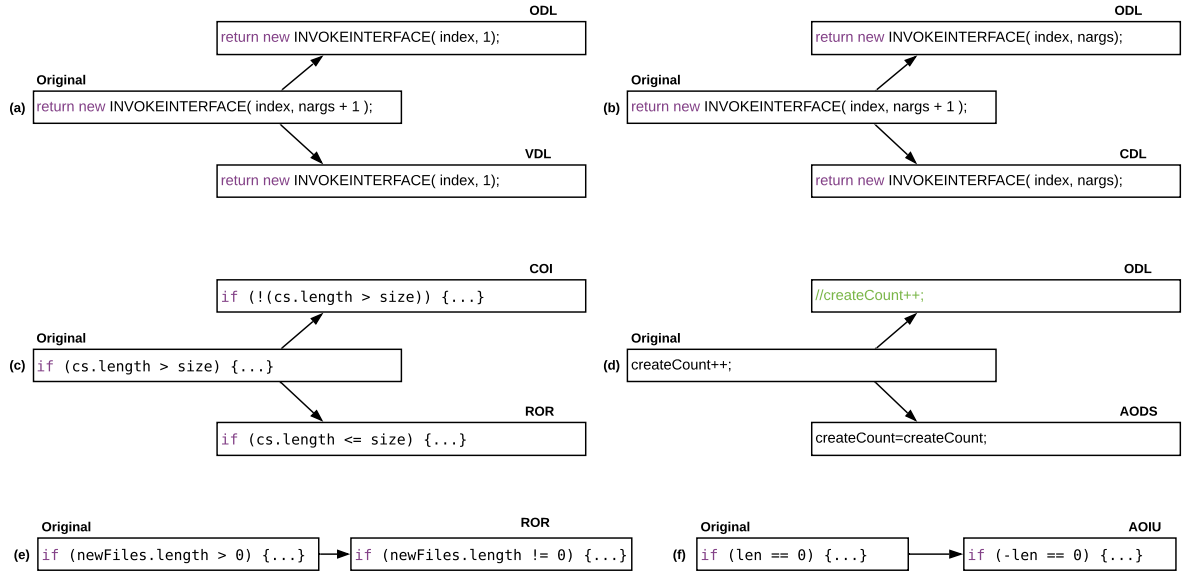 ODL
return new INVOKEINTERFACE( index, 1);
Original
(a) return new INVOKEINTERFACE( index, nargs + 1 );
VDL
return new INVOKEINTERFACE( index, 1);
ODL
return new INVOKEINTERFACE( index, nargs);
Original
(b) return new INVOKEINTERFACE( index, nargs + 1 );
CDL
return new INVOKEINTERFACE( index, nargs);
COI
if (!(cs.length > size)) {...}
Original
(c) if (cs.length > size) {...}
ROR
if (cs.length <= size) {...}
ODL
//createCount++;
Original
(d) createCount++;
AODS
createCount=createCount;
Original
ROR
(e) if (newFiles.length > 0) {...} if (newFiles.length != 0) {...}
Original
AOIU
(f) if (len == 0) {...} if (-len == 0) {...}